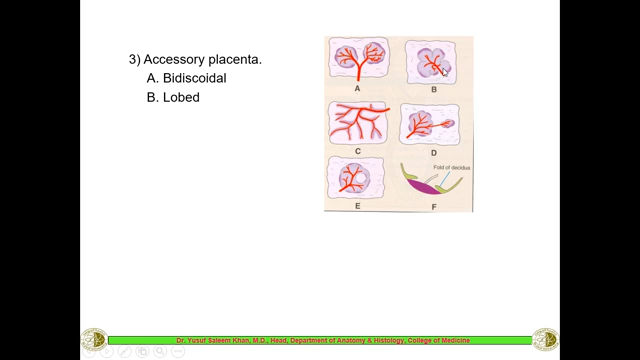 3) Accessory placenta.
A. Bidiscoidal
B. Lobed
A
B
C
D
Fold of decidua
E
F
Dr. Yusuf Saleem Khan, M.D., Head, Department of Anatomy & Histology, College of Medicine